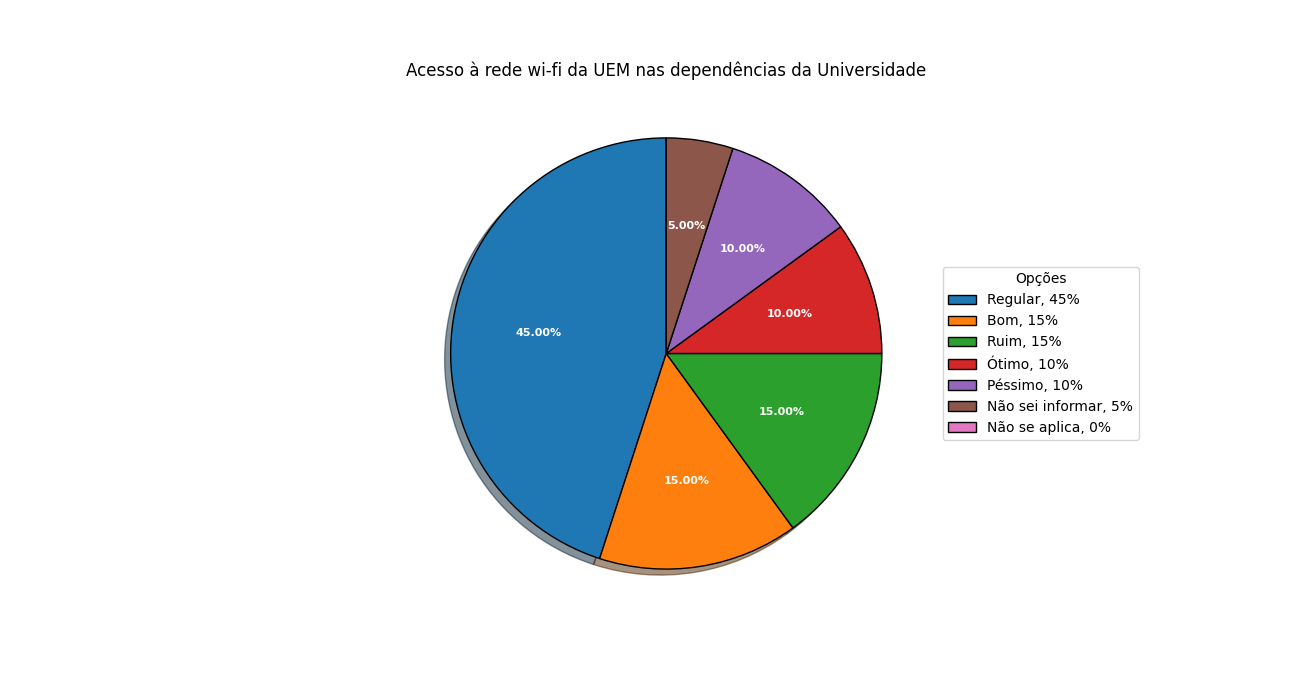 Acesso à rede wi-fi da UEM nas dependências da Universidade
5.00%
10.00%
10.00%
45.00%
15.00%
15.00%
Opções
Regular, 45%
Bom, 15%
Ruim, 15%
Ótimo, 10%
Péssimo, 10%
Não sei informar, 5%
Não se aplica, 0%